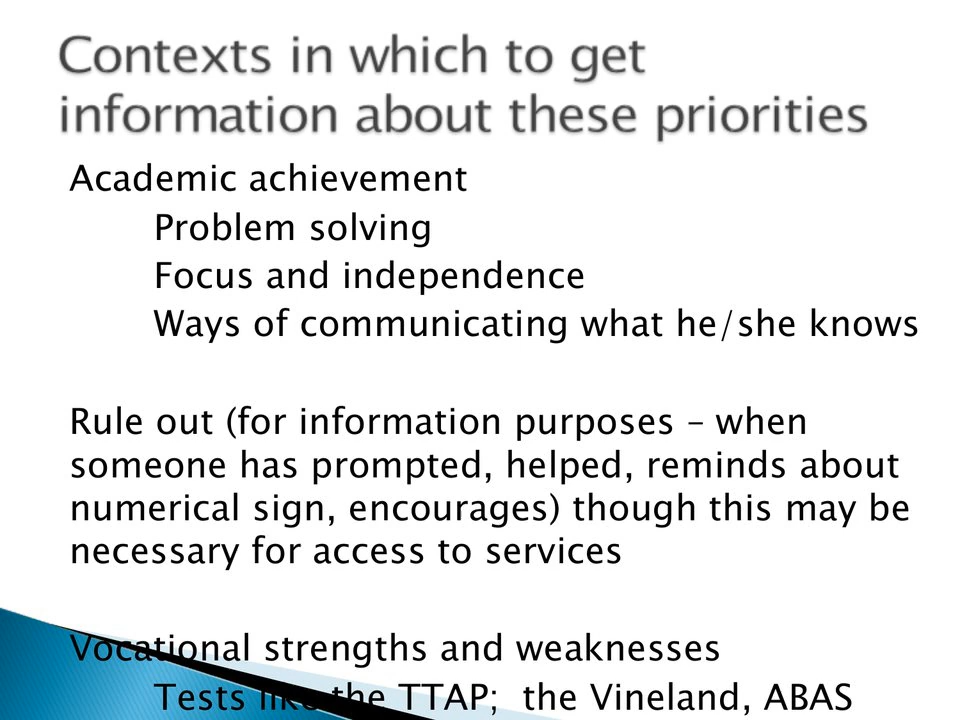 Contexts in which to get
information about these priorities
Academic achievement
Problem solving
Focus and independence
Ways of communicating what he/she knows
Rule out (for information purposes – when
someone has prompted, helped, reminds about
numerical sign, encourages) though this may be
necessary for access to services
Vocational strengths and weaknesses
Tests like the TTAP;  the Vineland, ABAS